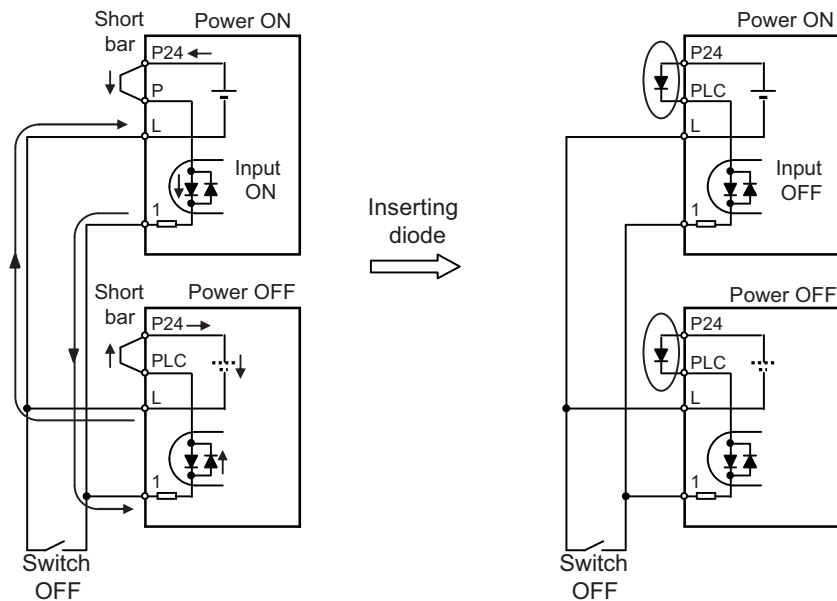 Short
bar
Power ON
P24
P
L
Input
ON
1
Short
bar
Power OFF
P24
PLC
L
1
Switch
OFF
Inserting
diode
Power ON
P24
PLC
L
Input
OFF
1
Power OFF
P24
PLC
L
1
Switch
OFF